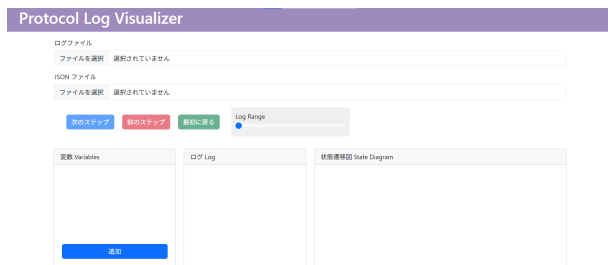 Protocol Log Visualizer
ログファイル
ファイルを選択 選択されていません
JSON ファイル
ファイルを選択 選択されていません
次のステップ 前のステップ 最初に戻る Log Range
変数 Variables ログ Log 状態遷移図 State Diagram
追加